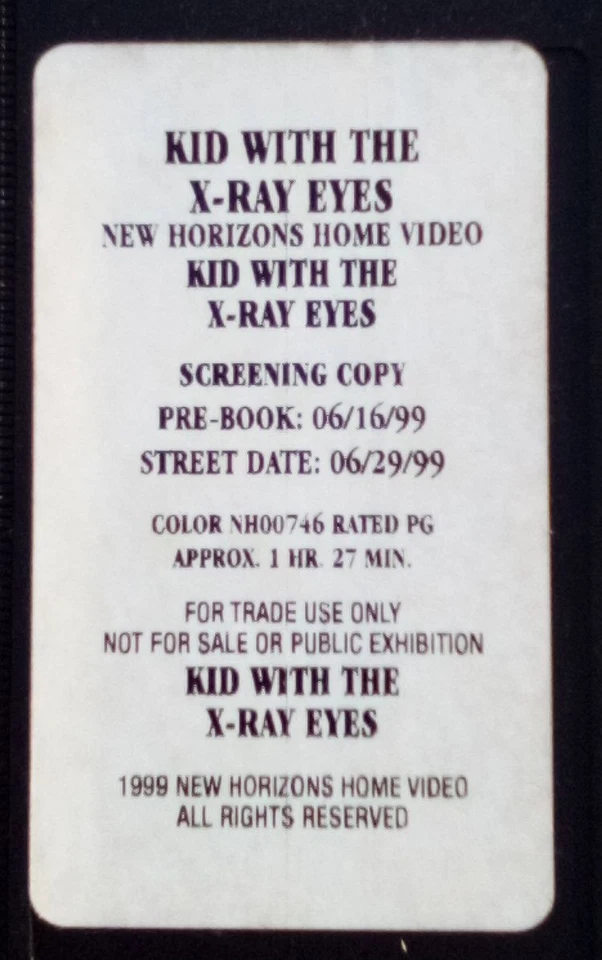 KID WITH THE
X-RAY EYES
NEW HORIZONS HOME VIDEO
KID WITH THE
X-RAY EYES
SCREENING COPY
PRE-BOOK: 06/16/99
STREET DATE: 06/29/99
COLOR NH00746 RATED PG
APPROX. 1 HR. 27 MIN.
FOR TRADE USE ONLY
NOT FOR SALE OR PUBLIC EXHIBITION
KID WITH THE
X-RAY EYES
1999 NEW HORIZONS HOME VIDEO
ALL RIGHTS RESERVED